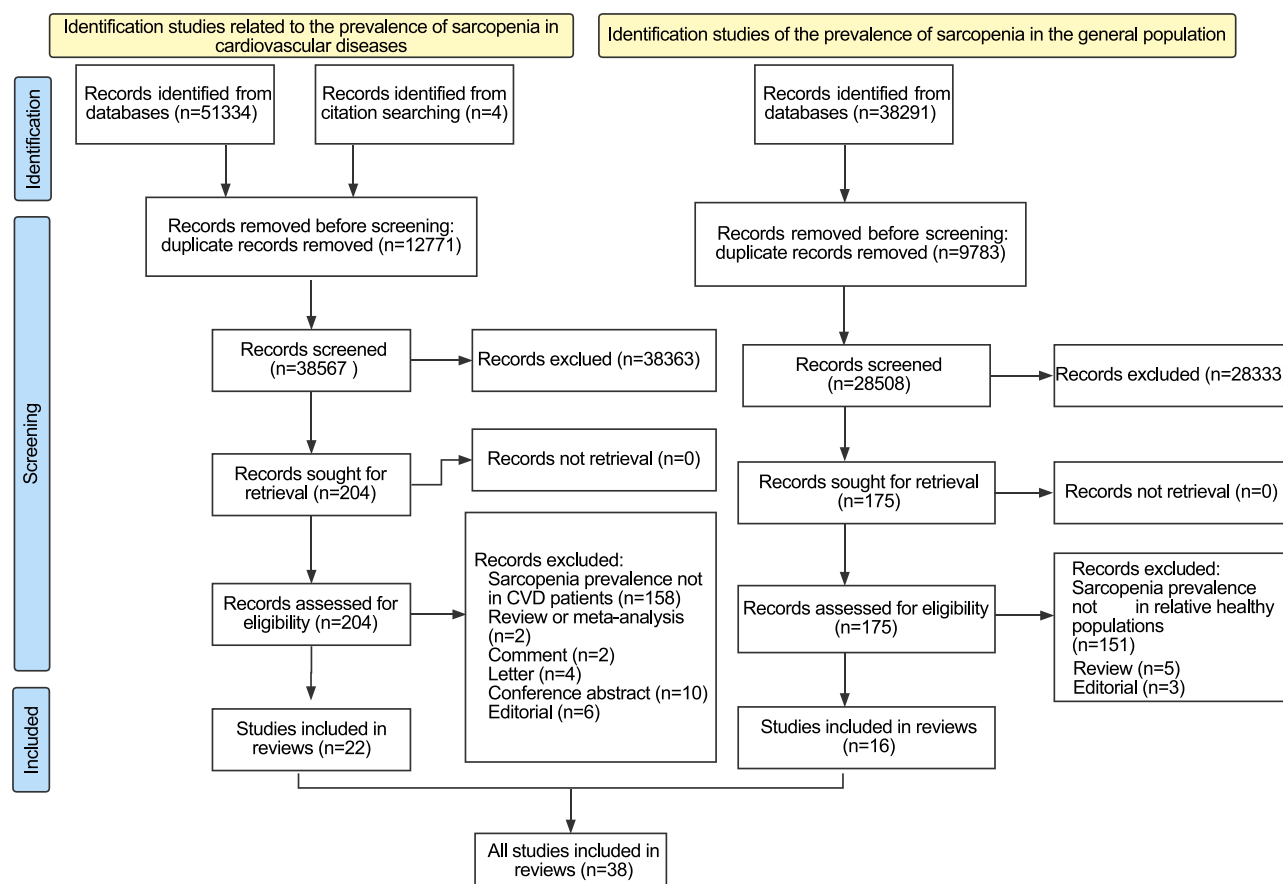 Identification studies related to the prevalence of sarcopenia in
cardiovascular diseases
Identification studies of the prevalence of sarcopenia in the general population
Identification
Records identified from
databases (n=51334)
Records identified from
citation searching (n=4)
Records identified from
databases (n=38291)
Screening
Records removed before screening:
duplicate records removed (n=12771)
Records removed before screening:
duplicate records removed (n=9783)
Records screened
(n=38567 )
Records exclued (n=38363)
Records screened
(n=28508)
Records excluded (n=28333
Records sought for
retrieval (n=204)
Records not retrieval (n=0)
Records sought for retrieval
(n=175)
Records not retrieval (n=0)
Records assessed for
eligibility (n=204)
Records excluded:
Sarcopenia prevalence not
in CVD patients (n=158)
Review or meta-analysis
(n=2)
Comment (n=2)
Letter (n=4)
Conference abstract (n=10)
Editorial (n=6)
Records assessed for eligibility
(n=175)
Records excluded:
Sarcopenia prevalence
not in relative healthy
populations
(n=151)
Review (n=5)
Editorial (n=3)
Included
Studies included in
reviews (n=22)
Studies included in reviews
(n=16)
All studies included in
reviews (n=38)